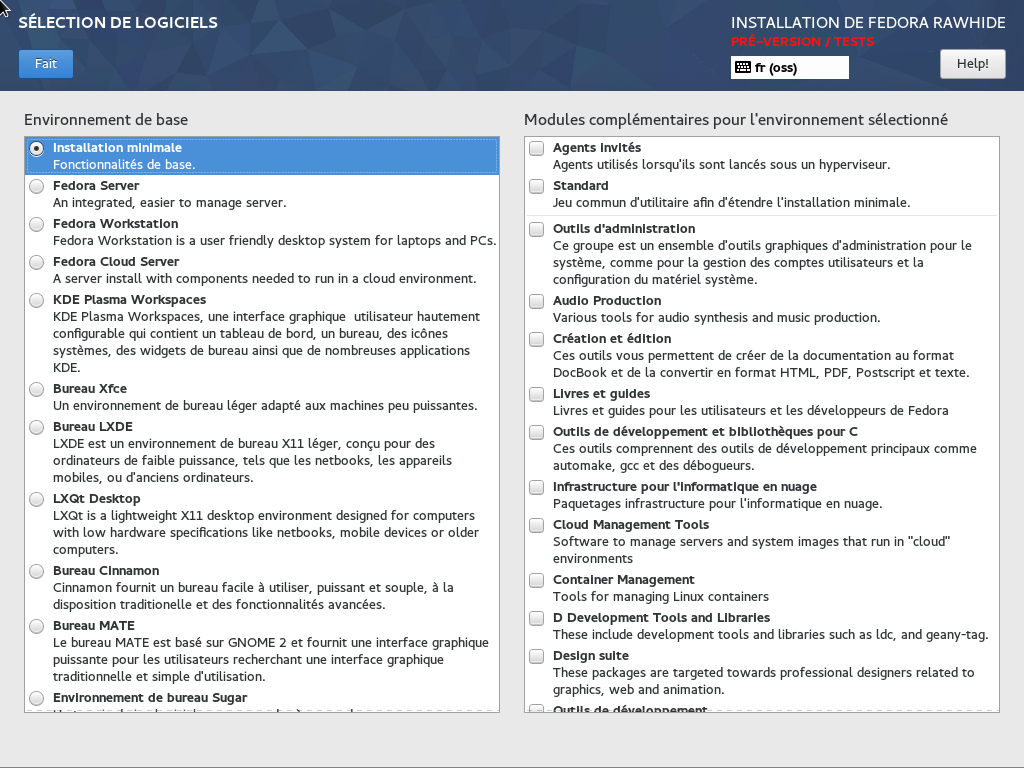 SÉLECTION DE LOGICIELS
INSTALLATION DE FEDORA RAWHIDE
PRÉ-VERSION / TESTS
Fait
fr (oss)
Help!
Environnement de base
Installation minimale
Fonctionnalités de base.
Fedora Server
An integrated, easier to manage server.
Fedora Workstation
Fedora Workstation is a user friendly desktop system for laptops and PCs.
Fedora Cloud Server
A server install with components needed to run in a cloud environment.
KDE Plasma Workspaces
KDE Plasma Workspaces, une interface graphique  utilisateur hautement
configurable qui contient un tableau de bord, un bureau, des icônes
systèmes, des widgets de bureau ainsi que de nombreuses applications
KDE.
Bureau Xfce
Un environnement de bureau léger adapté aux machines peu puissantes.
Bureau LXDE
LXDE est un environnement de bureau X11 léger, conçu pour des
ordinateurs de faible puissance, tels que les netbooks, les appareils
mobiles, ou d'anciens ordinateurs.
LXQt Desktop
LXQt is a lightweight X11 desktop environment designed for computers
with low hardware specifications like netbooks, mobile devices or older
computers.
Bureau Cinnamon
Cinnamon fournit un bureau facile à utiliser, puissant et souple, à la
disposition traditionelle et des fonctionnalités avancées.
Bureau MATE
Le bureau MATE est basé sur GNOME 2 et fournit une interface graphique
puissante pour les utilisateurs recherchant une interface graphique
traditionnelle et simple d'utilisation.
Environnement de bureau Sugar
Modules complémentaires pour l'environnement sélectionné
Agents invités
Agents utilisés lorsqu'ils sont lancés sous un hyperviseur.
Standard
Jeu commun d'utilitaire afin d'étendre l'installation minimale.
Outils d'administration
Ce groupe est un ensemble d'outils graphiques d'administration pour le
système, comme pour la gestion des comptes utilisateurs et la
configuration du matériel système.
Audio Production
Various tools for audio synthesis and music production.
Création et édition
Ces outils vous permettent de créer de la documentation au format
DocBook et de la convertir en format HTML, PDF, Postscript et texte.
Livres et guides
Livres et guides pour les utilisateurs et les développeurs de Fedora
Outils de développement et bibliothèques pour C
Ces outils comprennent des outils de développement principaux comme
automake, gcc et des débogueurs.
Infrastructure pour l'informatique en nuage
Paquetages infrastructure pour l'informatique en nuage.
Cloud Management Tools
Software to manage servers and system images that run in "cloud"
environments
Container Management
Tools for managing Linux containers
D Development Tools and Libraries
These include development tools and libraries such as ldc, and geany-tag.
Design suite
These packages are targeted towards professional designers related to
graphics, web and animation.
Outils de développement